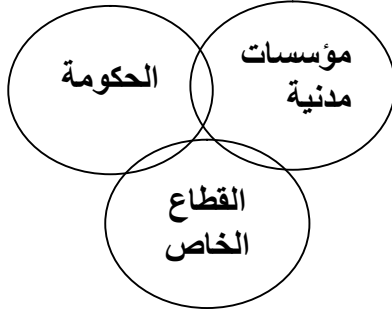 مؤسسات
مدنية
الحكومة
القطاع
الخاص